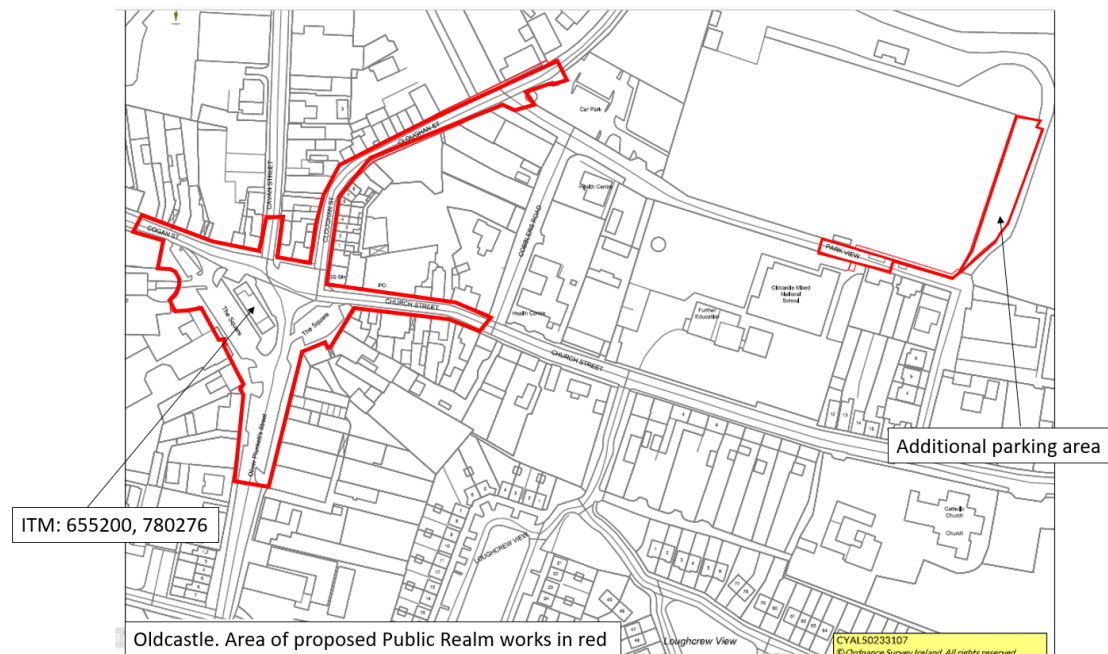 Car Park
CLOUGHAN ST
CAVAN STREET
Health Centre
CLOUGHAN ST
COBBLERS ROAD
COGAN ST
PARK VIEW
GS Stn
PO
Oldcastle Mixed
National
School
CHURCH STREET
The Square
The Square
Health Centre
Further
Education
CHURCH STREET
Oliver Plunkett's Street
Additional parking area
ITM: 655200, 780276
Catholic
Church
Church
LOUGHCREW VIEW
Oldcastle. Area of proposed Public Realm works in red
Loughcrew View
CYAL50233107
© Ordnance Survey Ireland. All rights reserved